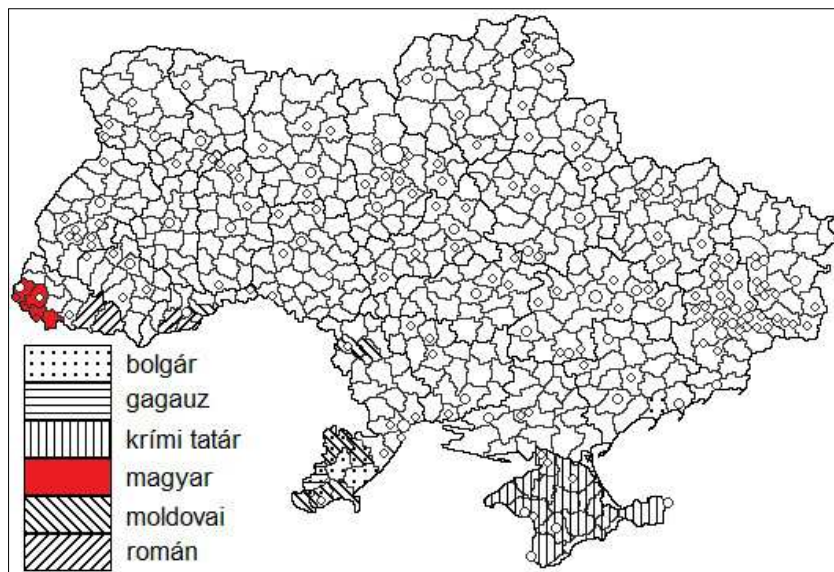 bolgár
gagauz
krími tatár
magyar
moldovai
román